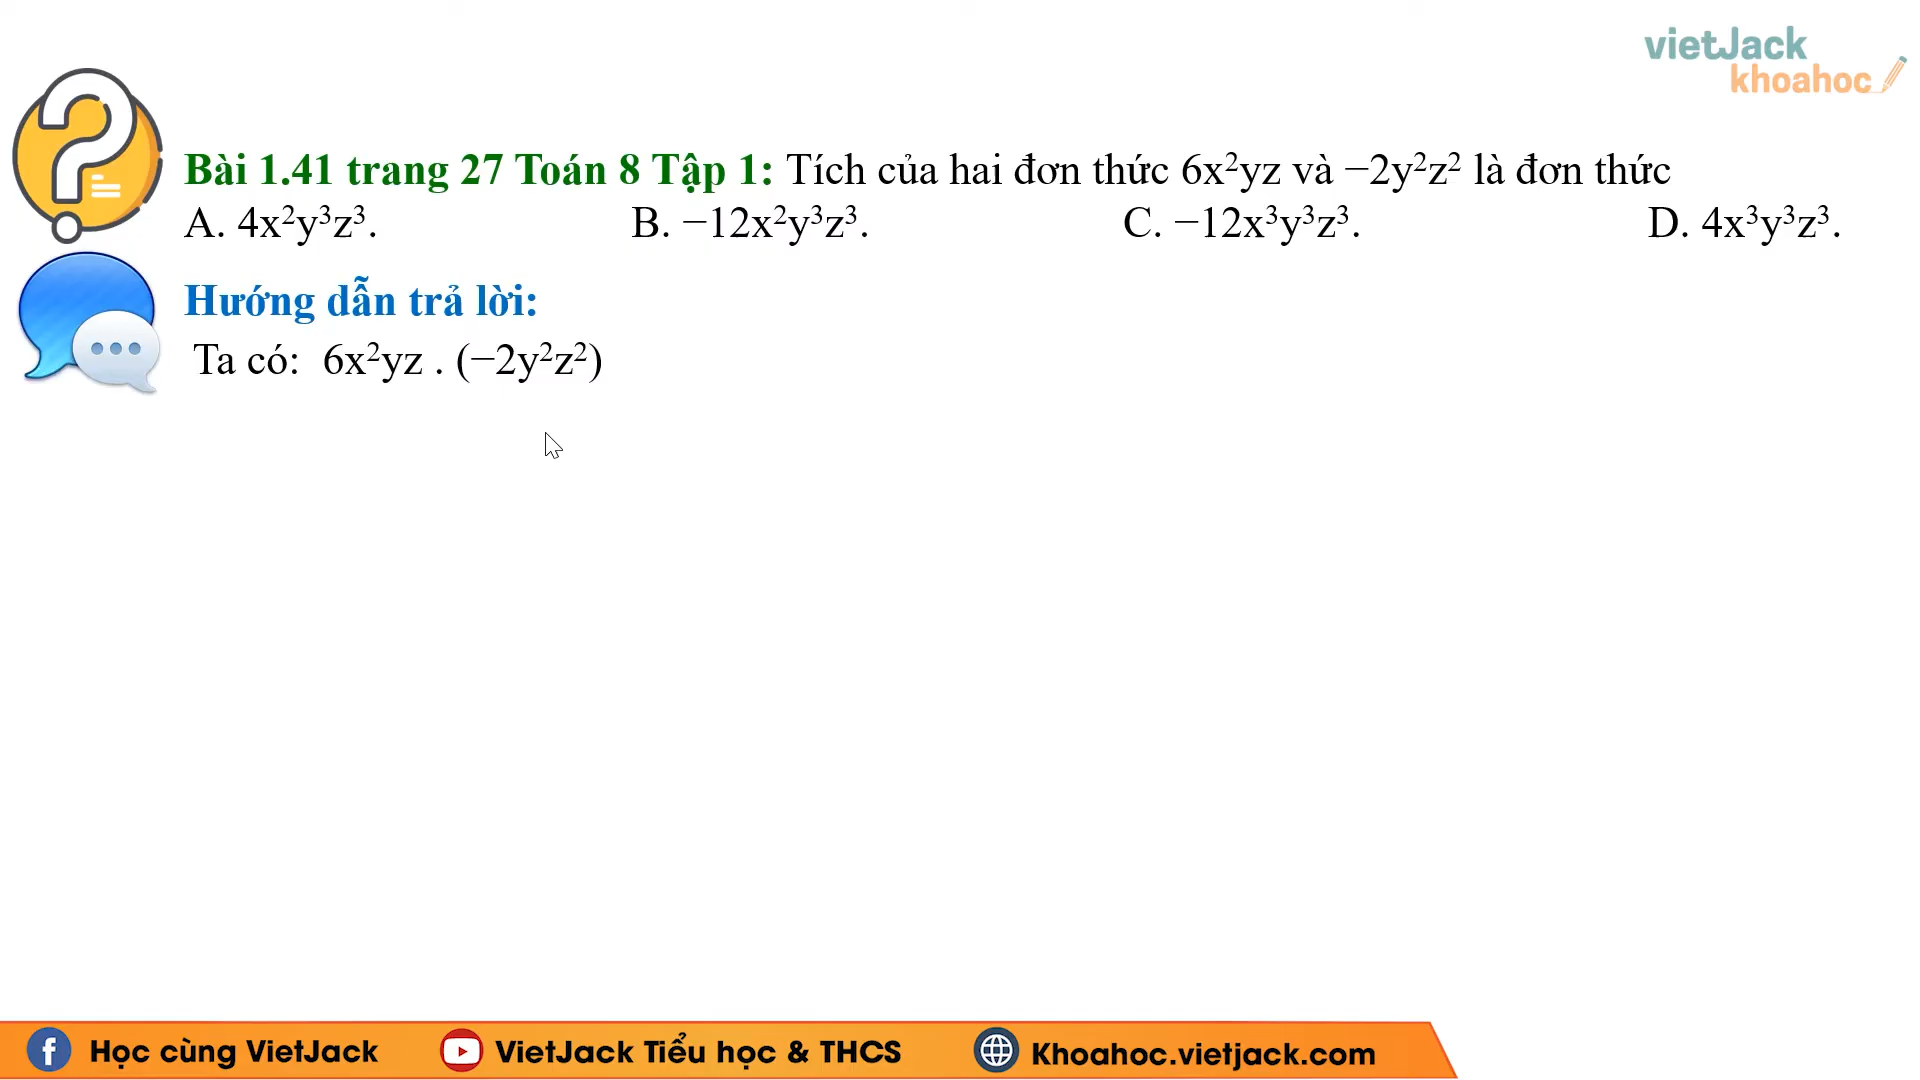 vietJack
khoahoc
Bài 1.41 trang 27 Toán 8 Tập 1: Tích của hai đơn thức 6x²yz và −2y²z² là đơn thức
A. 4x²y³z³. B. −12x²y³z³. C. −12x³y³z³. D. 4x³y³z³.
Hướng dẫn trả lời:
Ta có: 6x²yz . (−2y²z²)
Học cùng VietJack VietJack Tiểu học & THCS Khoahoc.vietjack.com